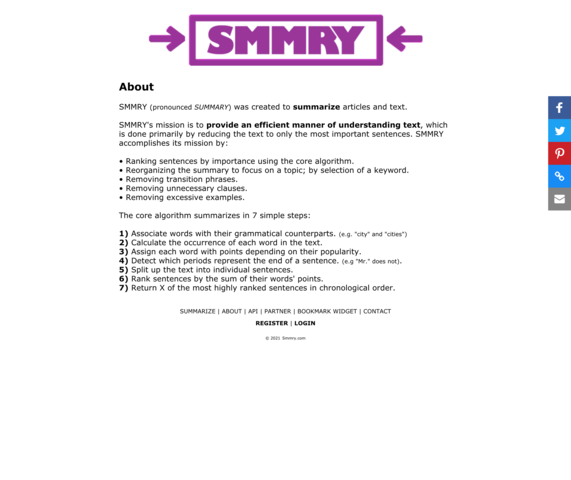 SMMRY
About
SMMRY (pronounced SUMMARY) was created to summarize articles and text.
SMMRY's mission is to provide an efficient manner of understanding text, which
is done primarily by reducing the text to only the most important sentences. SMMRY
accomplishes its mission by:
• Ranking sentences by importance using the core algorithm.
• Reorganizing the summary to focus on a topic; by selection of a keyword.
• Removing transition phrases.
• Removing unnecessary clauses.
• Removing excessive examples.
The core algorithm summarizes in 7 simple steps:
1) Associate words with their grammatical counterparts. (e.g. "city" and "cities")
2) Calculate the occurrence of each word in the text.
3) Assign each word with points depending on their popularity.
4) Detect which periods represent the end of a sentence. (e.g "Mr." does not).
5) Split up the text into individual sentences.
6) Rank sentences by the sum of their words' points.
7) Return X of the most highly ranked sentences in chronological order.
SUMMARIZE | ABOUT | API | PARTNER | BOOKMARK WIDGET | CONTACT
REGISTER | LOGIN
© 2021 Smmry.com